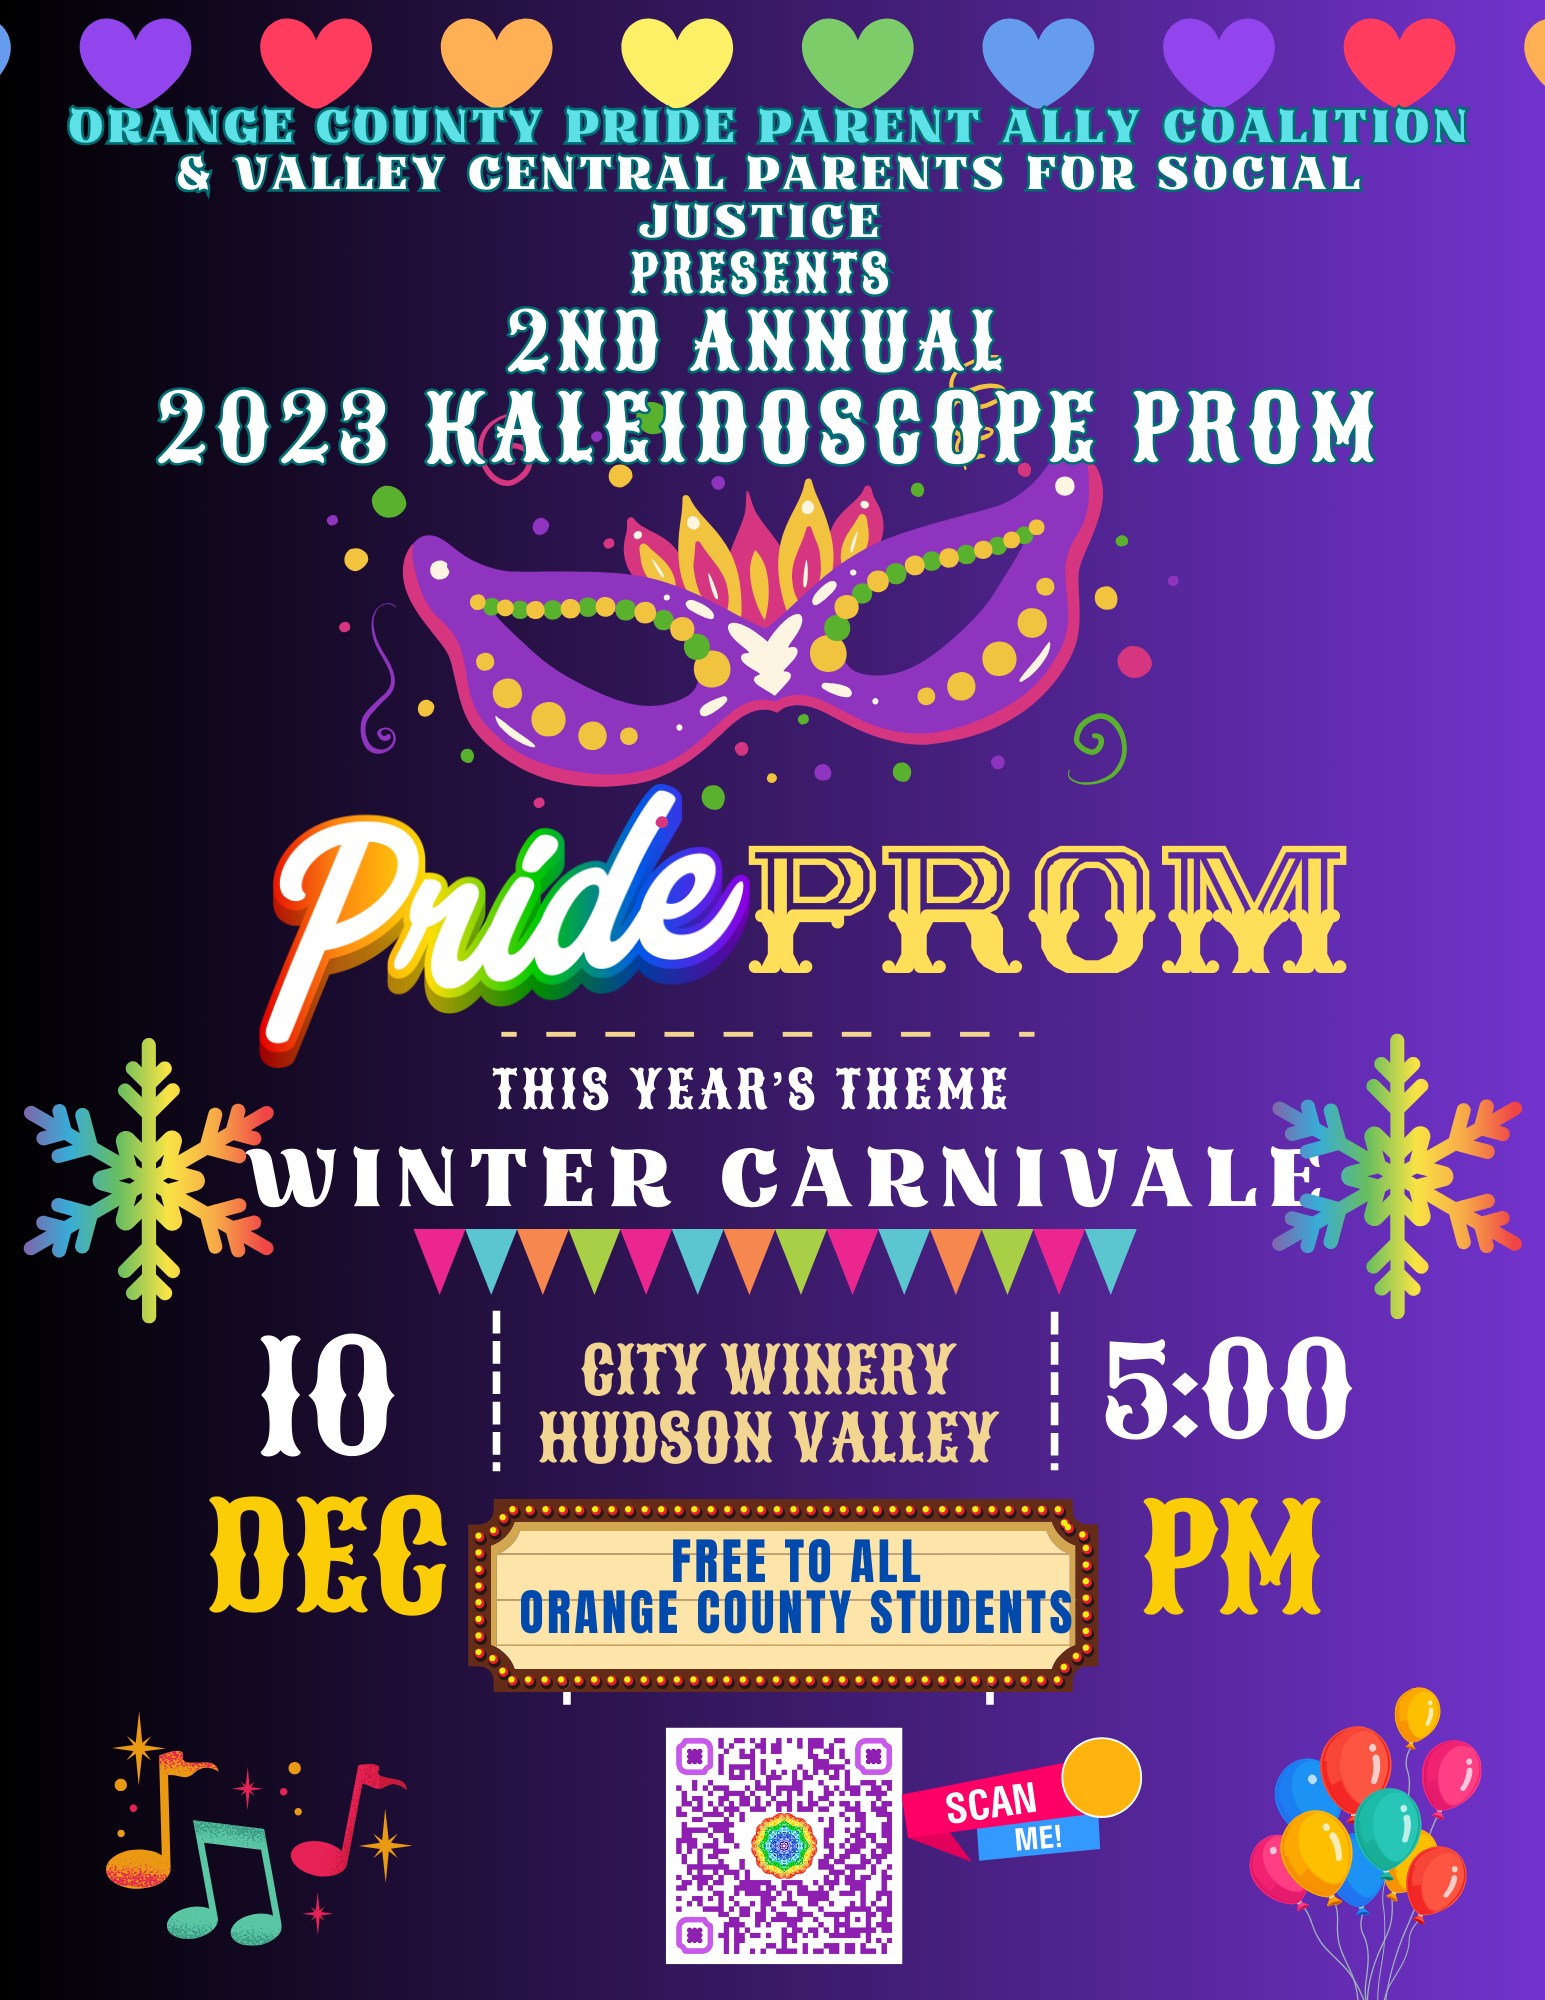 ORANGE COUNTY PRIDE PARENT ALLY COALITION
& VALLEY CENTRAL PARENTS FOR SOCIAL
JUSTICE
PRESENTS
2ND ANNUAL
2023 KALEIDOSCOPE PROM
Pride PROM
THIS YEAR'S THEME
WINTER CARNIVALE
10
DEC
CITY WINERY
HUDSON VALLEY
5:00
PM
FREE TO ALL
ORANGE COUNTY STUDENTS
SCAN
ME!